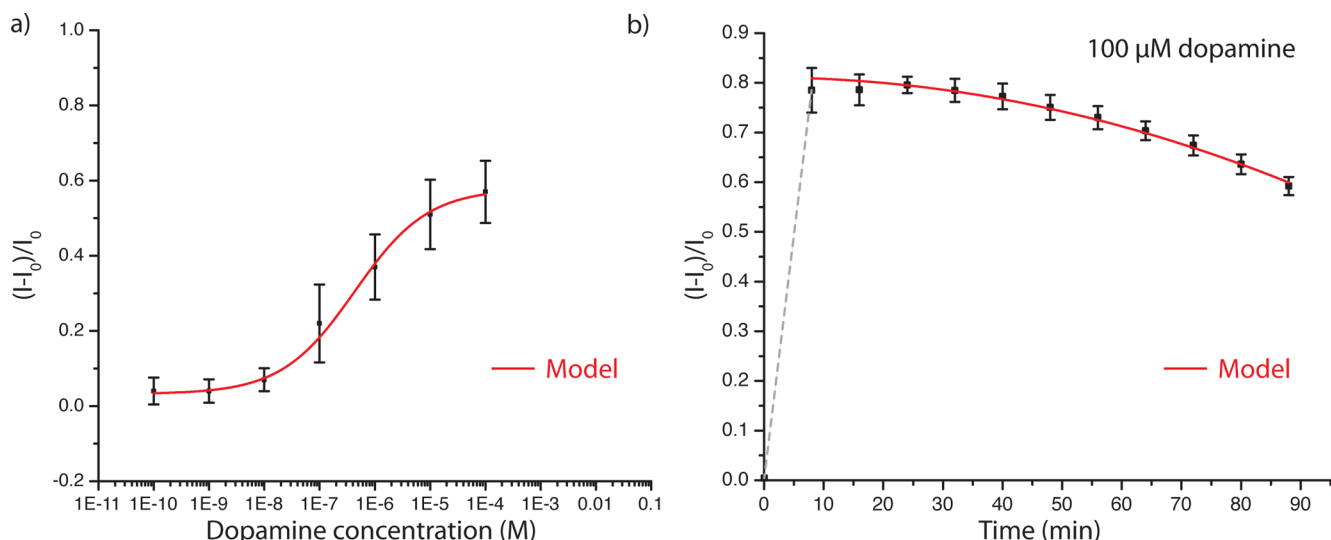 a)
1.0
0.8
0.6
0.4
0.2
0.0
-0.2
(I-I₀)/I₀
Model
1E-11 1E-10 1E-9 1E-8 1E-7 1E-6 1E-5 1E-4 1E-3 0.01 0.1
Dopamine concentration (M)
b)
100 µM dopamine
0.9
0.8
0.7
0.6
0.5
0.4
0.3
0.2
0.1
0.0
(I-I₀)/I₀
Model
0 10 20 30 40 50 60 70 80 90
Time (min)